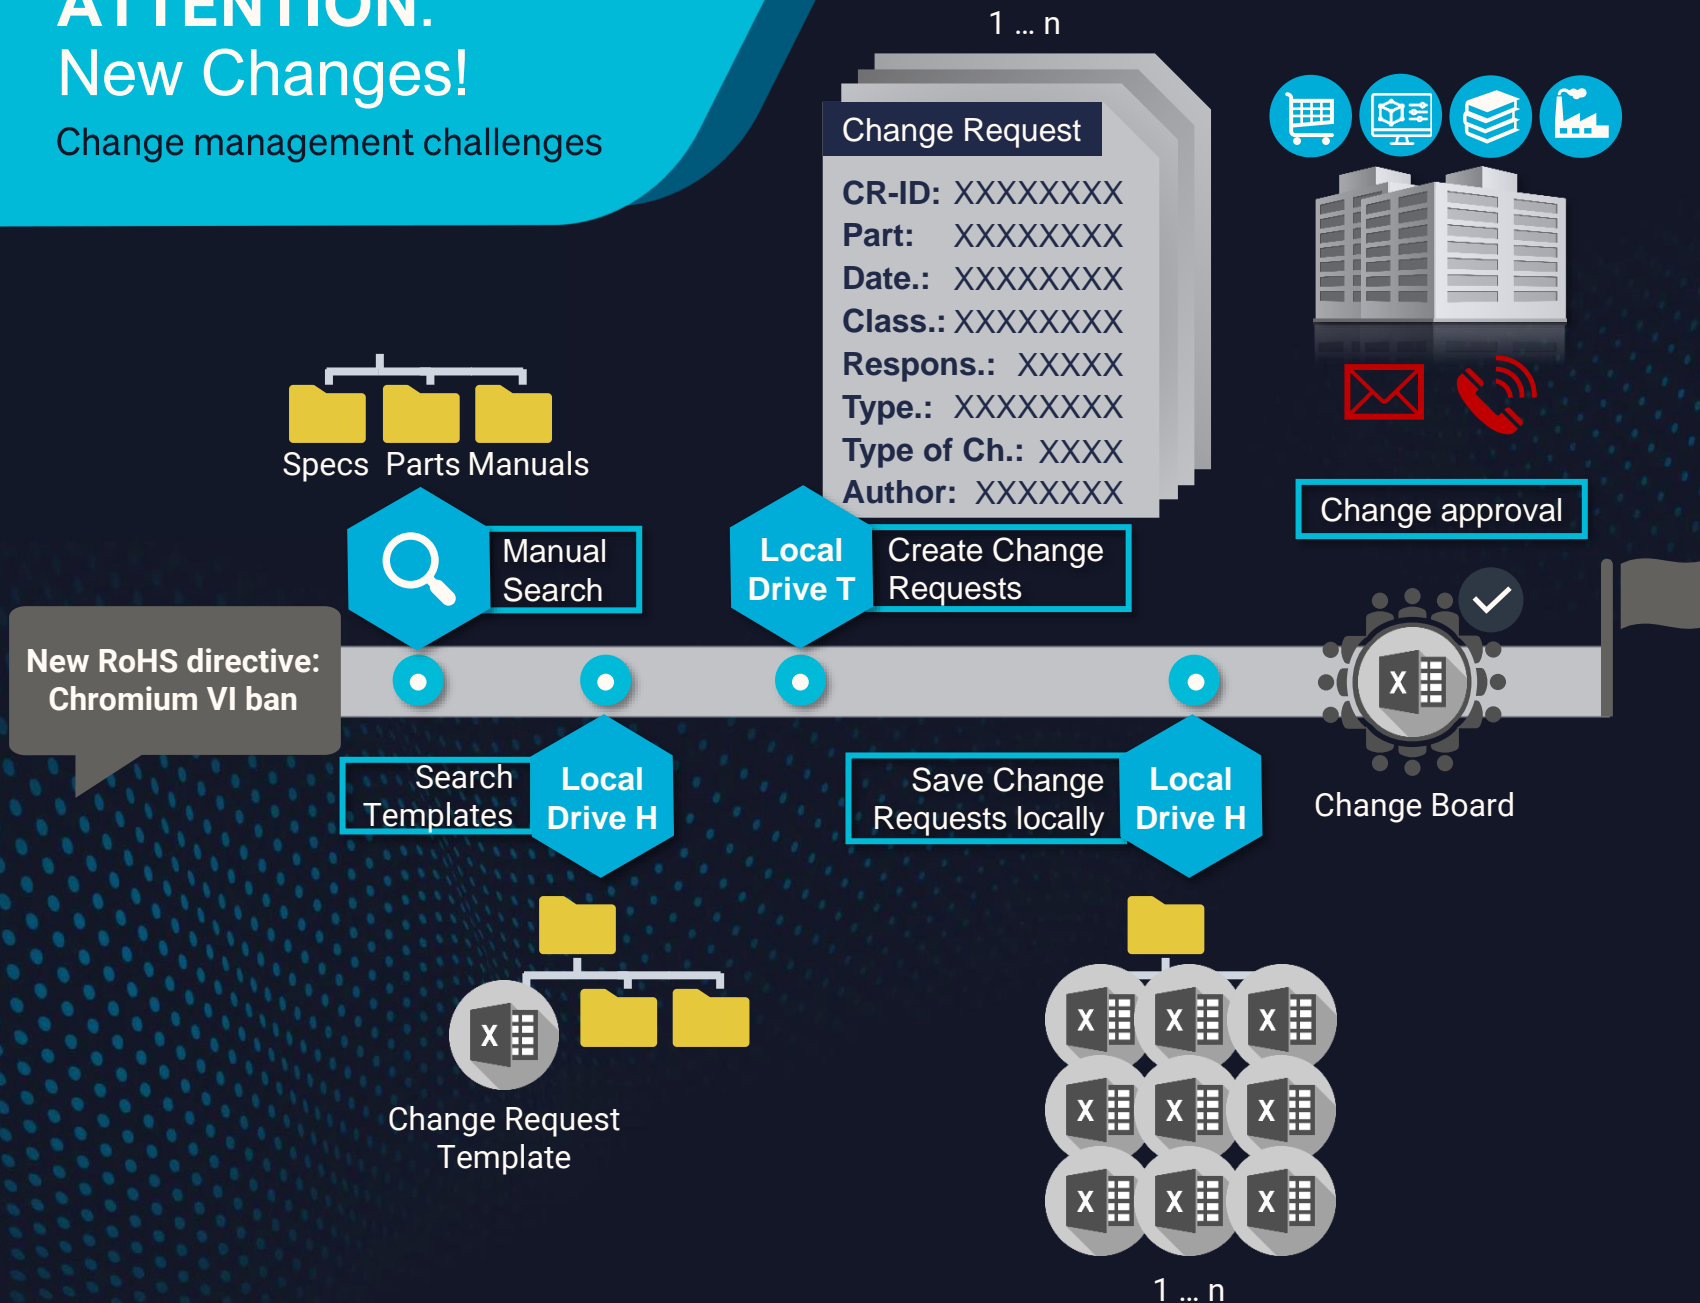 ATTENTION:
New Changes!
Change management challenges
1 ... n
Change Request
CR-ID: XXXXXXXX
Part: XXXXXXXX
Date.: XXXXXXXX
Class.: XXXXXXXX
Respons.: XXXXX
Type.: XXXXXXXX
Type of Ch.: XXXX
Author: XXXXXXX
Specs Parts Manuals
Manual
Search
Local
Drive T
Create Change
Requests
Change approval
New RoHS directive:
Chromium VI ban
X
Search
Templates
Local
Drive H
Save Change
Requests locally
Local
Drive H
Change Board
X
Change Request
Template
X X X
X X X
X X X
1 ... n